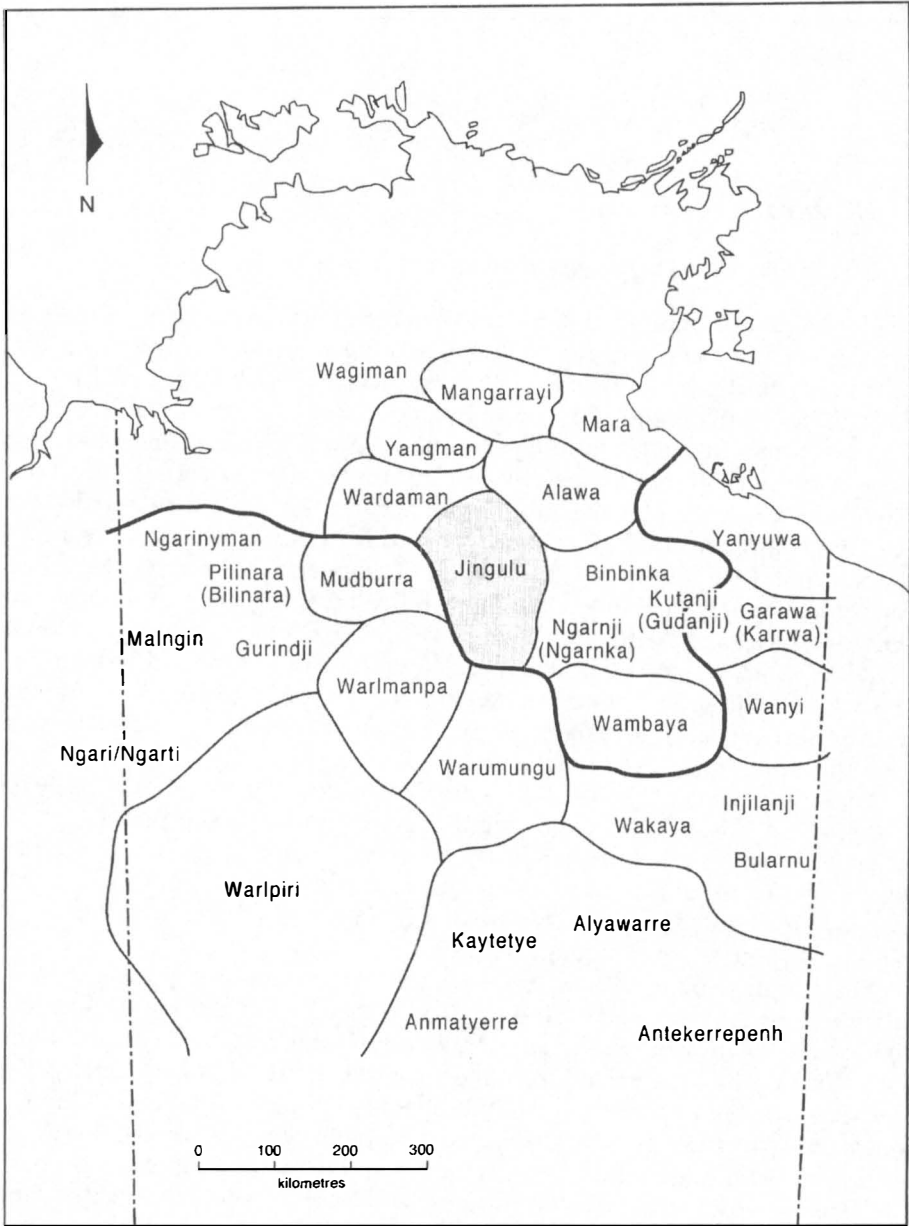 N
Wagiman
Mangarrayi
Mara
Yangman
Wardaman
Alawa
Ngarinyman
Yanyuwa
Pilinara
(Bilinara)
Mudburra
Jingulu
Binbinka
Kutanji
(Gudanji)
Garawa
(Karrwa)
Malngin
Gurindji
Ngarnji
(Ngarnka)
Warlmanpa
Wambaya
Wanyi
Ngari/Ngarti
Warumungu
Injilanji
Wakaya
Bularnu
Warlpiri
Kaytetye
Alyawarre
Anmatyerre
Antekerrepenh
0 100 200 300
kilometres